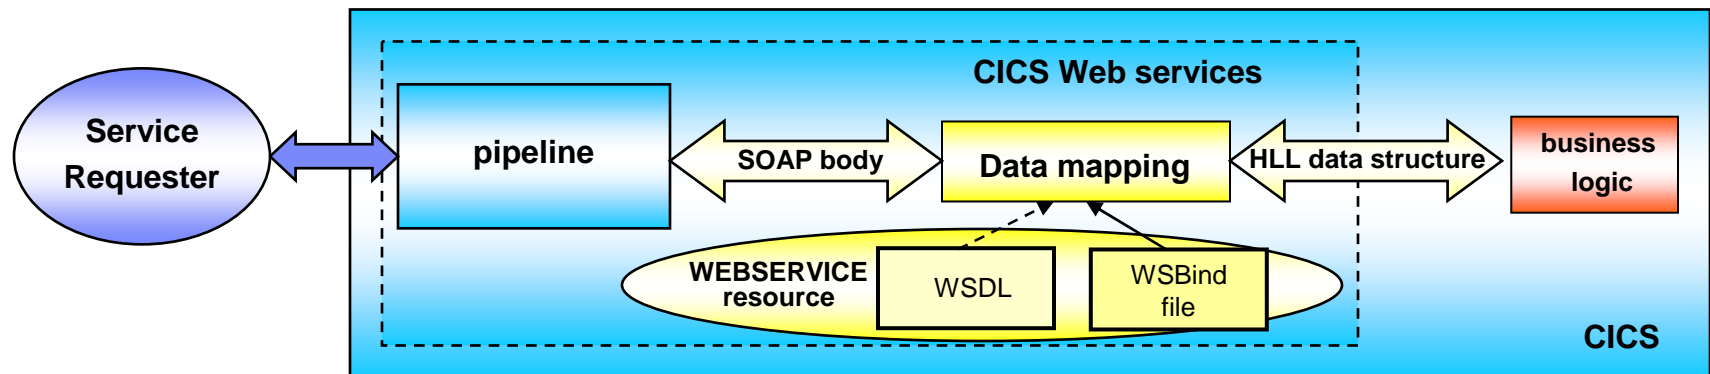 CICS Web services
Service
Requester
pipeline
SOAP body
Data mapping
HLL data structure
business
logic
WEBSERVICE
resource
WSDL
WSBind
file
CICS